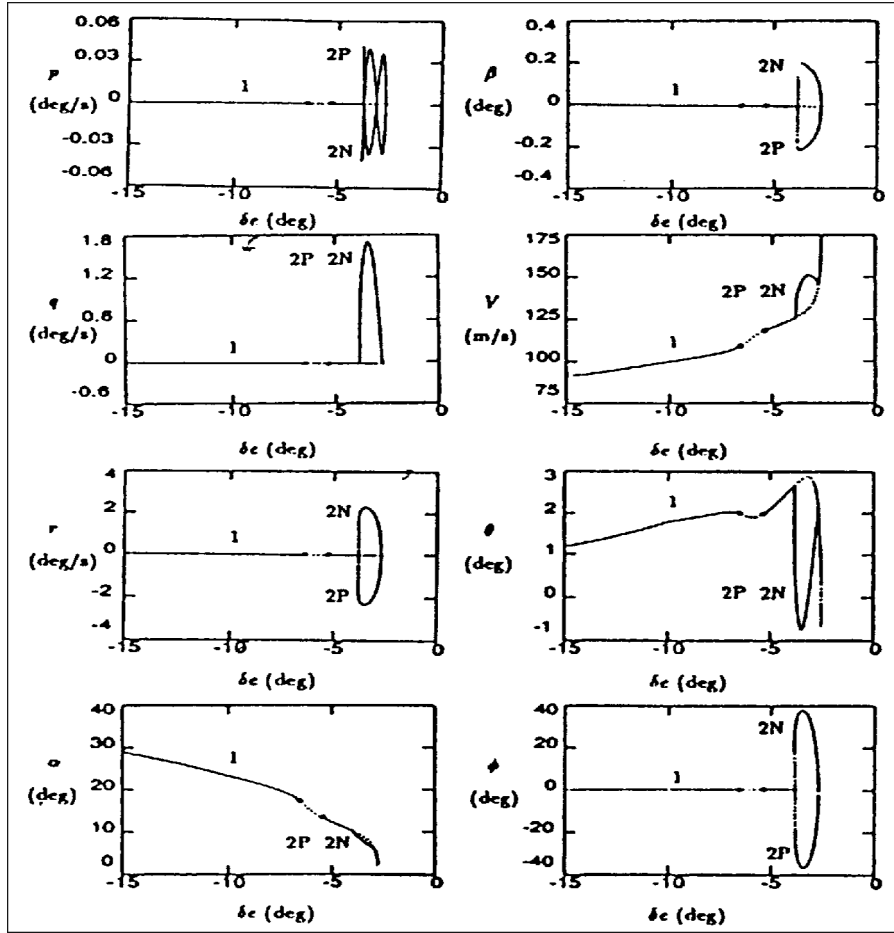 0.06
0.03
p
(deg/s)
0
-0.03
-0.06
1
2P
2N
-15
-10
-5
0
δe (deg)
0.4
0.2
β
(deg)
0
-0.2
-0.4
1
2N
2P
-15
-10
-5
0
δe (deg)
1.8
1.2
q
0.6
(deg/s)
0
-0.6
1
2P 2N
-15
-10
-5
0
δe (deg)
175
150
V
125
(m/s)
100
75
1
2P 2N
-15
-10
-5
0
δe (deg)
4
2
r
(deg/s)
0
-2
-4
1
2N
2P
-15
-10
-5
0
δe (deg)
3
2
θ
(deg)
1
0
-1
1
2P 2N
-15
-10
-5
0
δe (deg)
40
30
α
20
(deg)
10
0
1
2P 2N
-15
-10
-5
0
δe (deg)
40
20
ϕ
(deg)
0
-20
-40
1
2N
2P
-15
-10
-5
0
δe (deg)